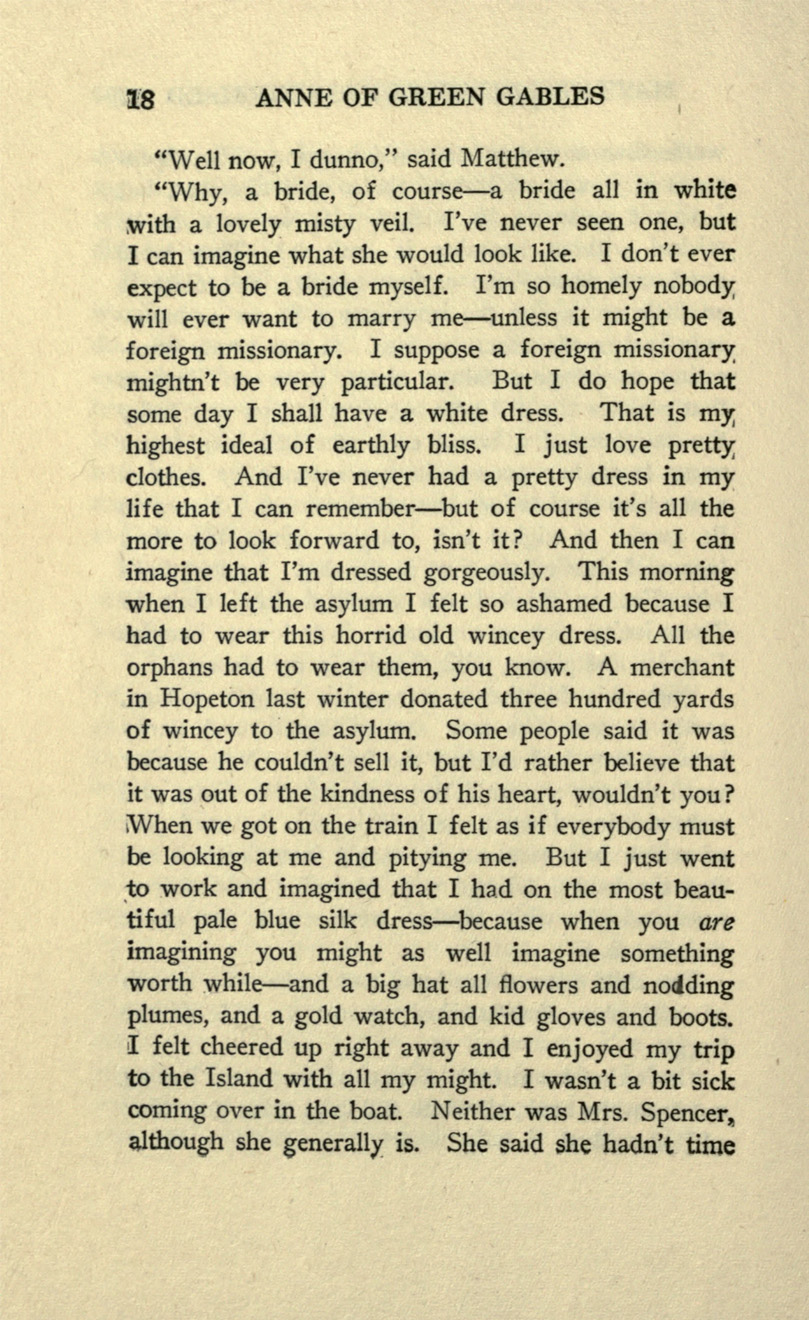 18 ANNE OF GREEN GABLES
"Well now, I dunno," said Matthew.
"Why, a bride, of course—a bride all in white
with a lovely misty veil. I've never seen one, but
I can imagine what she would look like. I don't ever
expect to be a bride myself. I'm so homely nobody
will ever want to marry me—unless it might be a
foreign missionary. I suppose a foreign missionary
mightn't be very particular. But I do hope that
some day I shall have a white dress. That is my
highest ideal of earthly bliss. I just love pretty
clothes. And I've never had a pretty dress in my
life that I can remember—but of course it's all the
more to look forward to, isn't it? And then I can
imagine that I'm dressed gorgeously. This morning
when I left the asylum I felt so ashamed because I
had to wear this horrid old wincey dress. All the
orphans had to wear them, you know. A merchant
in Hopeton last winter donated three hundred yards
of wincey to the asylum. Some people said it was
because he couldn't sell it, but I'd rather believe that
it was out of the kindness of his heart, wouldn't you?
When we got on the train I felt as if everybody must
be looking at me and pitying me. But I just went
to work and imagined that I had on the most beau-
tiful pale blue silk dress—because when you are
imagining you might as well imagine something
worth while—and a big hat all flowers and nodding
plumes, and a gold watch, and kid gloves and boots.
I felt cheered up right away and I enjoyed my trip
to the Island with all my might. I wasn't a bit sick
coming over in the boat. Neither was Mrs. Spencer,
although she generally is. She said she hadn't time